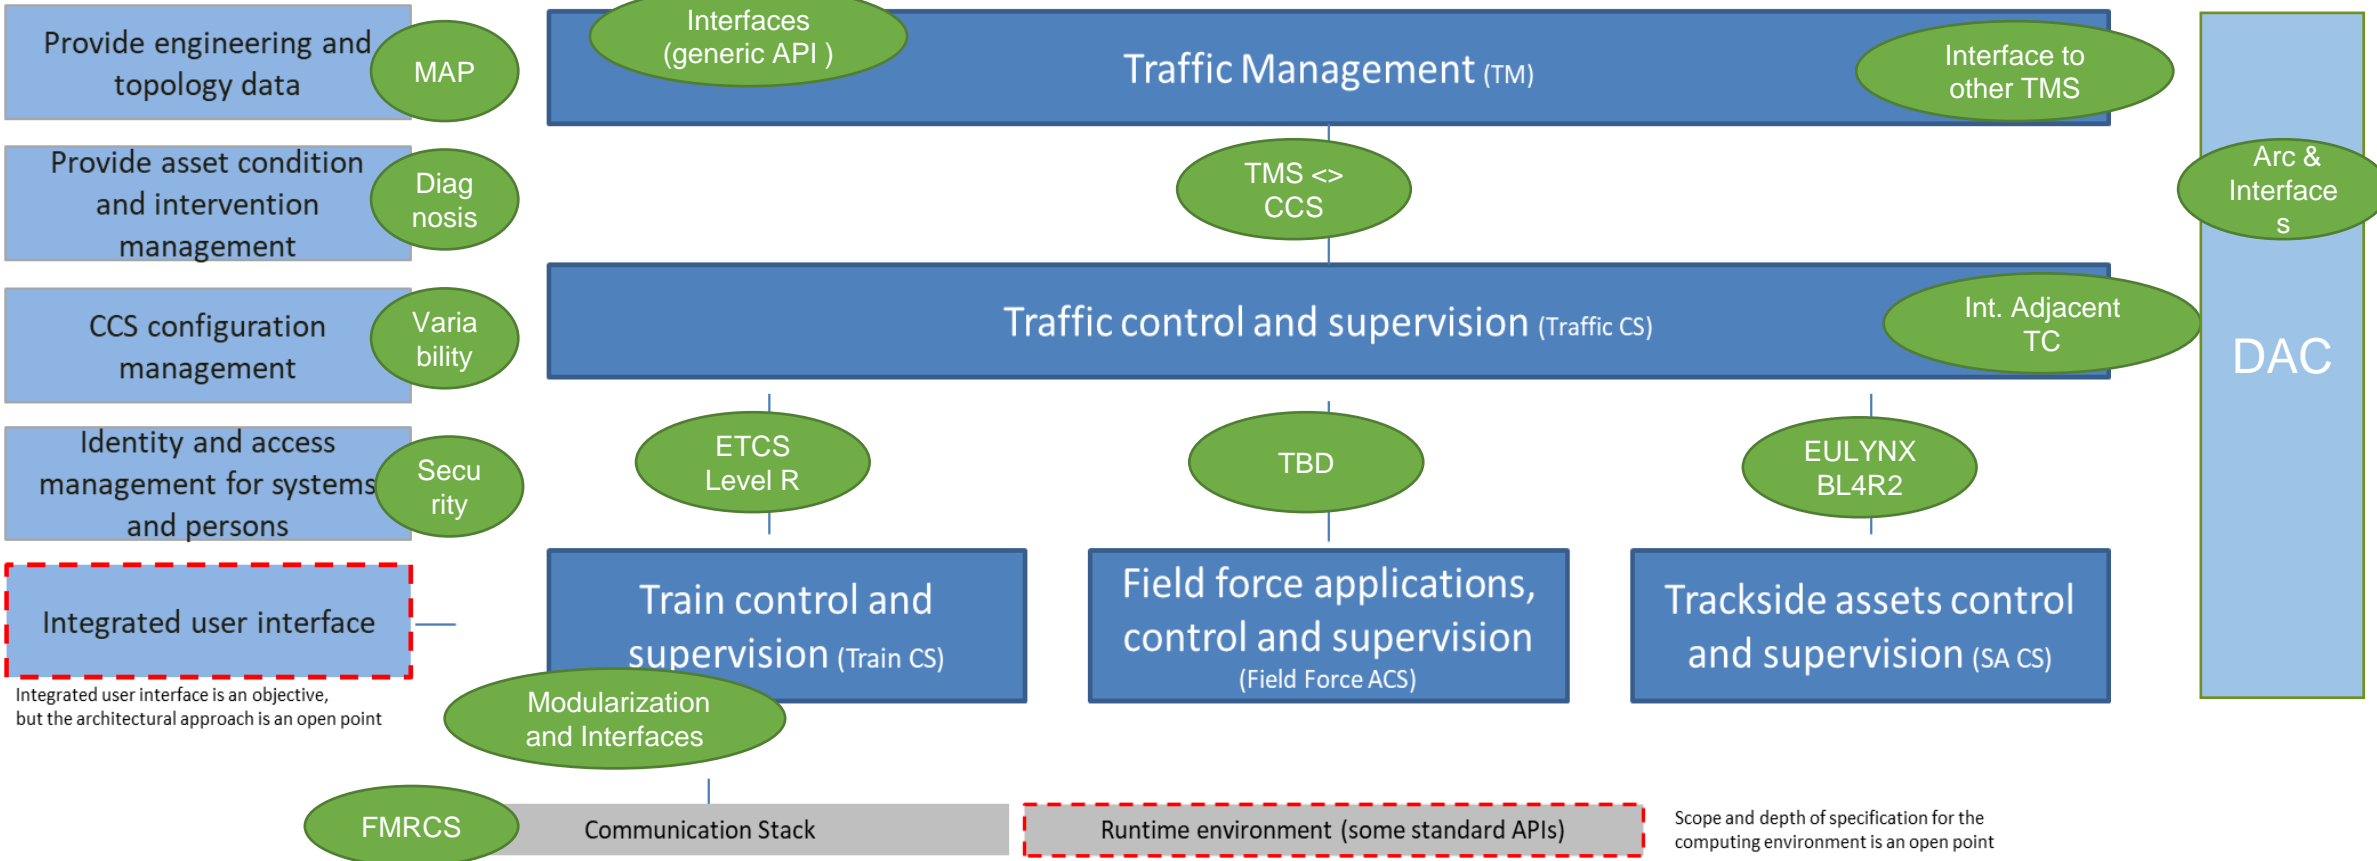 Provide engineering and
topology data
MAP
Interfaces
(generic API )
Traffic Management (TM)
Interface to
other TMS
Provide asset condition
and intervention
management
Diag
nosis
TMS <>
CCS
Arc &
Interface
s
CCS configuration
management
Varia
bility
Traffic control and supervision (Traffic CS)
Int. Adjacent
TC
DAC
Identity and access
management for systems
and persons
Secu
rity
ETCS
Level R
TBD
EULYNX
BL4R2
Integrated user interface
Integrated user interface is an objective,
but the architectural approach is an open point
Train control and
supervision (Train CS)
Modularization
and Interfaces
Field force applications,
control and supervision
(Field Force ACS)
Trackside assets control
and supervision (SA CS)
FMRCS
Communication Stack
Runtime environment (some standard APIs)
Scope and depth of specification for the
computing environment is an open point